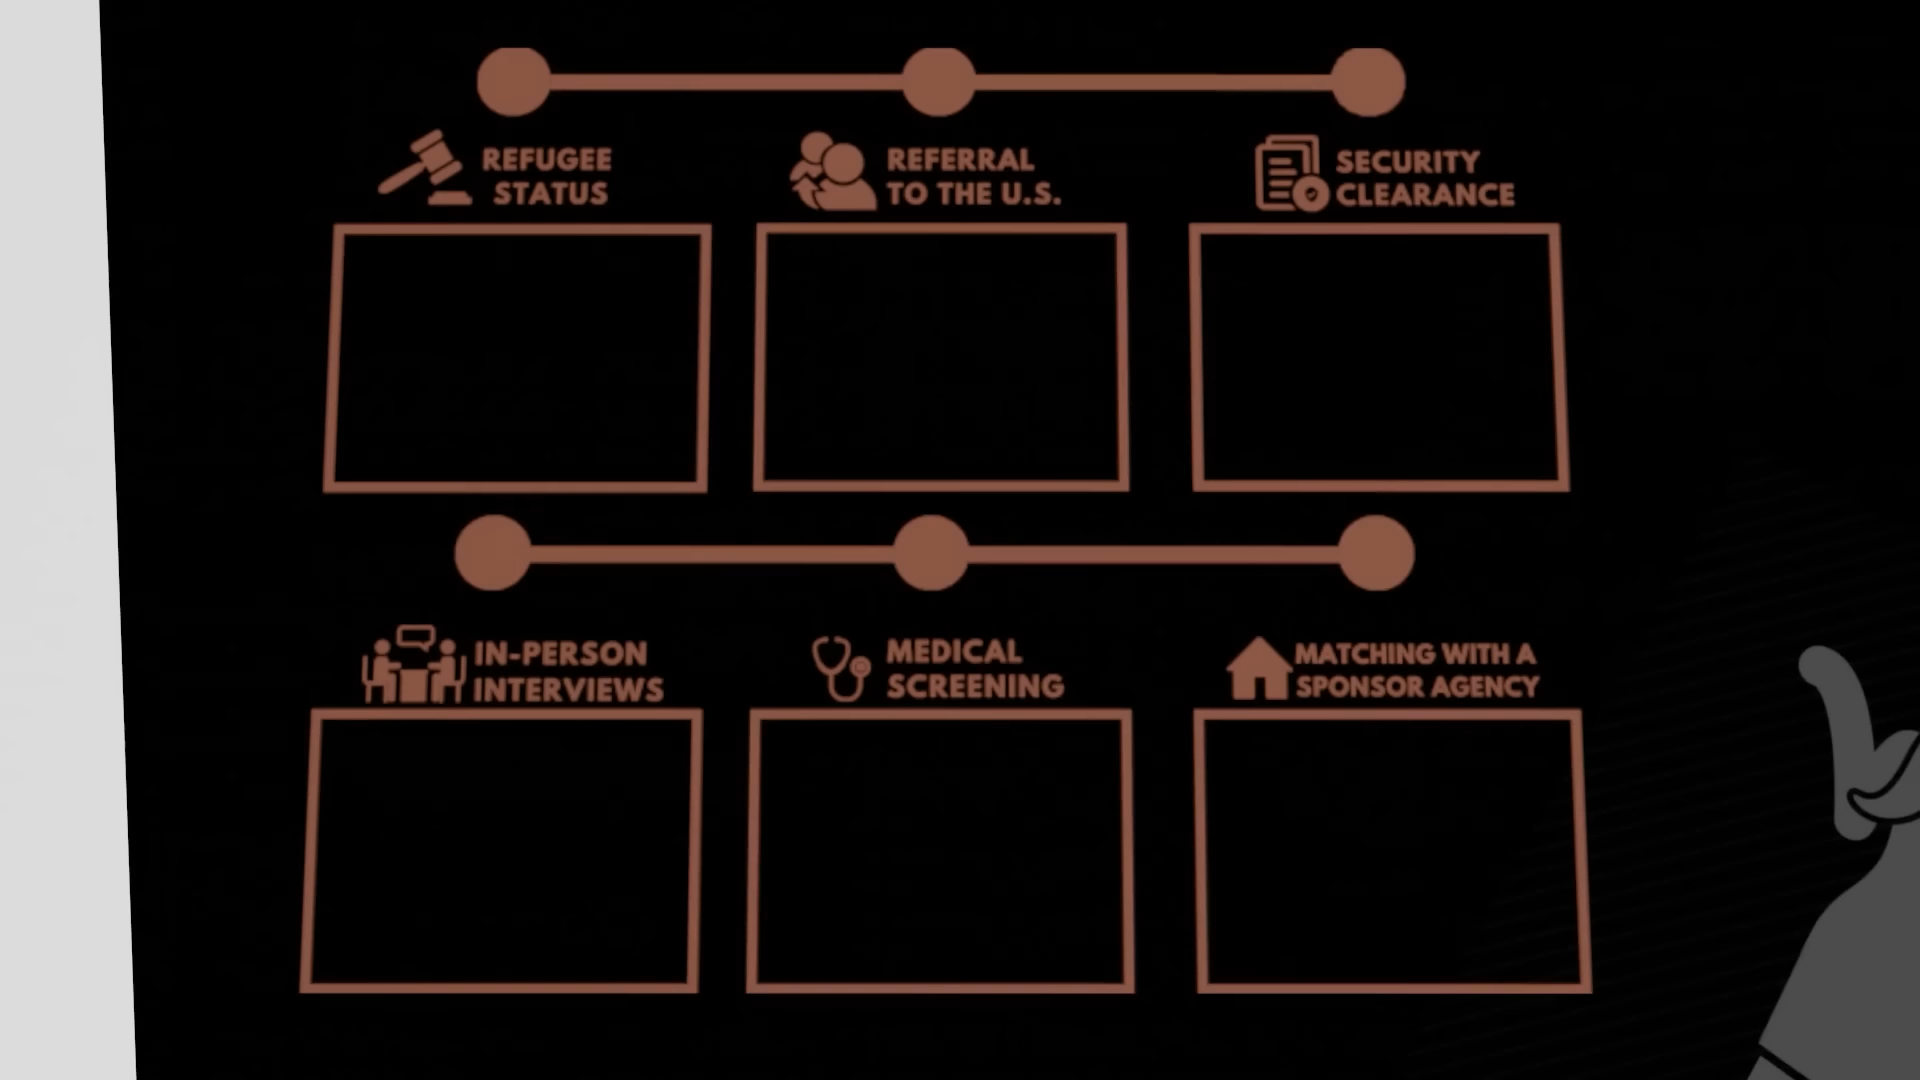 REFUGEE
STATUS
REFERRAL
TO THE U.S.
SECURITY
CLEARANCE
IN-PERSON
INTERVIEWS
MEDICAL
SCREENING
MATCHING WITH A
SPONSOR AGENCY